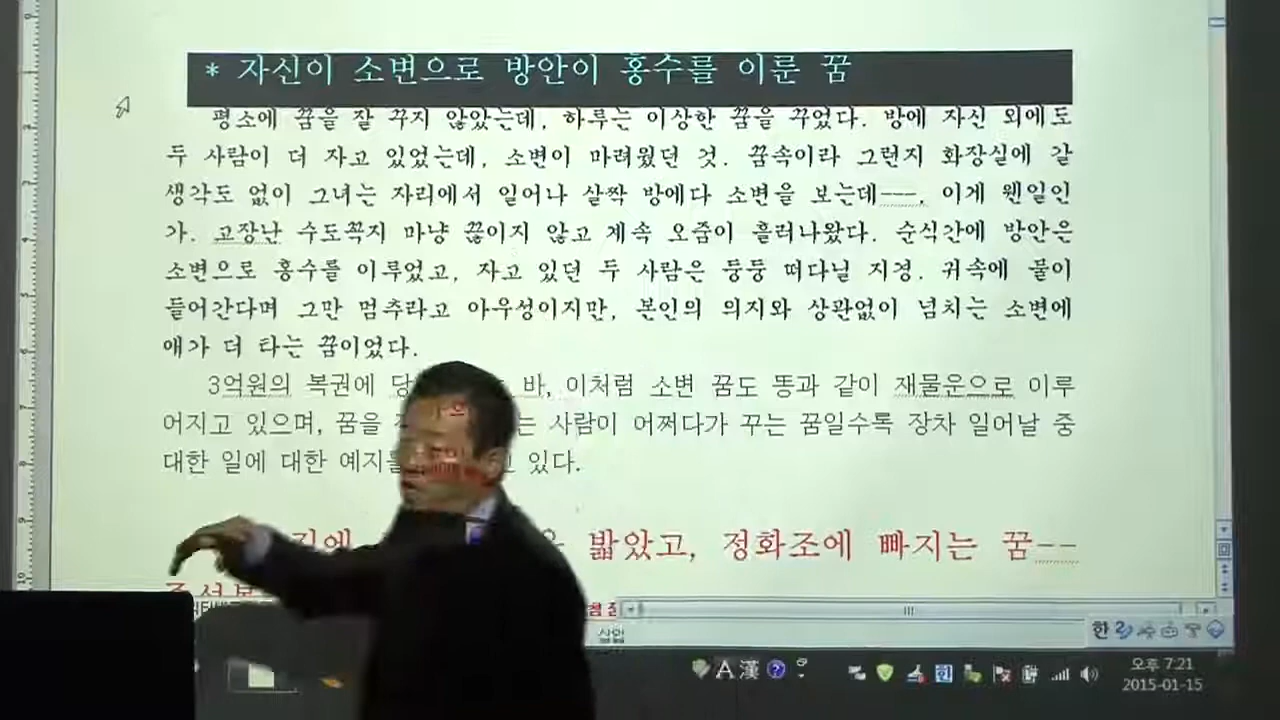 * 자신이 소변으로 방안이 홍수를 이룬 꿈
평소에 꿈을 잘 꾸지 않았는데, 하루는 이상한 꿈을 꾸었다. 방에 자신 외에도
두 사람이 더 자고 있었는데, 소변이 마려웠던 것. 꿈속이라 그런지 화장실에 갈
생각도 없이 그녀는 자리에서 일어나 살짝 방에다 소변을 보는데---, 이게 웬일인
가. 고장난 수도꼭지 마냥 끊이지 않고 계속 오줌이 흘러나왔다. 순식간에 방안은
소변으로 홍수를 이루었고, 자고 있던 두 사람은 둥둥 떠다닐 지경. 귀속에 물이
들어간다며 그만 멈추라고 아우성이지만, 본인의 의지와 상관없이 넘치는 소변에
애가 더 타는 꿈이었다.
3억원의 복권에 바, 이처럼 소변 꿈도 똥과 같이 재물운으로 이루
어지고 있으며, 꿈을 사람이 어쩌다가 꾸는 꿈일수록 장차 일어날 중
대한 일에 대한 예지를 있다.
밟았고, 정화조에 빠지는 꿈--
삽입
한
A 漢 ?
오후 7:21
2015-01-15